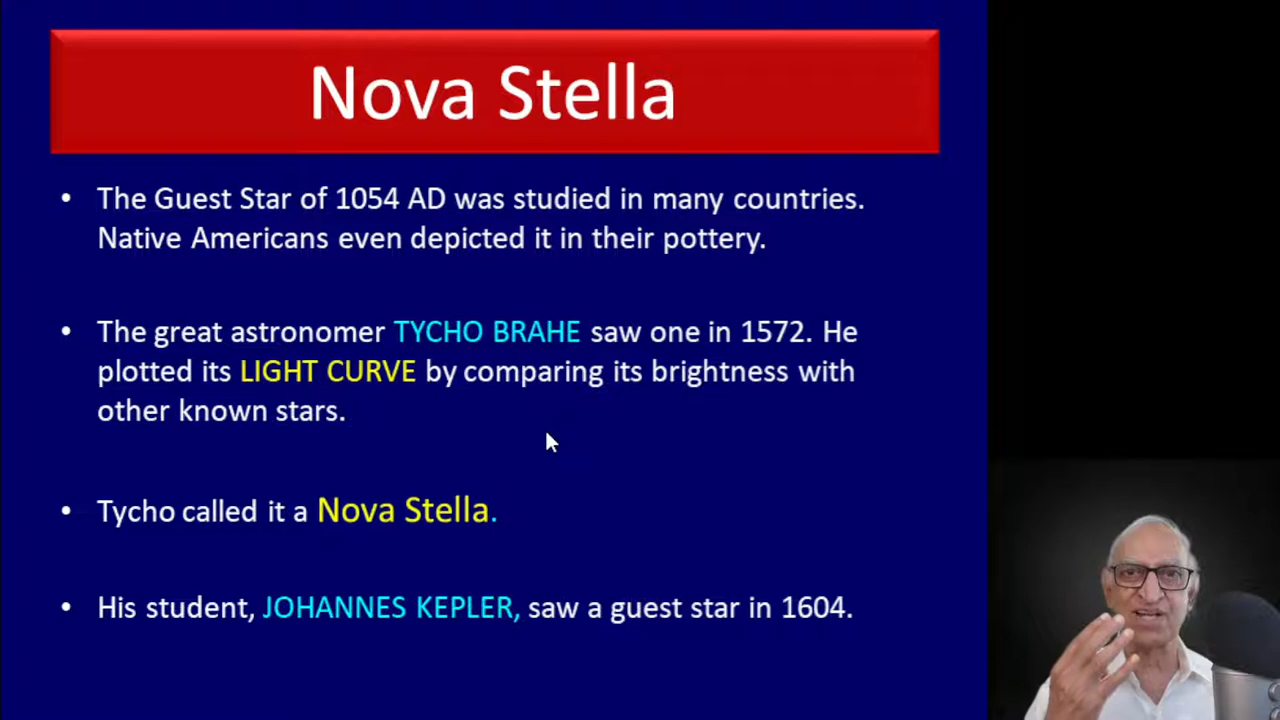 Nova Stella
• The Guest Star of 1054 AD was studied in many countries.
Native Americans even depicted it in their pottery.
• The great astronomer TYCHO BRAHE saw one in 1572. He
plotted its LIGHT CURVE by comparing its brightness with
other known stars.
• Tycho called it a Nova Stella.
• His student, JOHANNES KEPLER, saw a guest star in 1604.